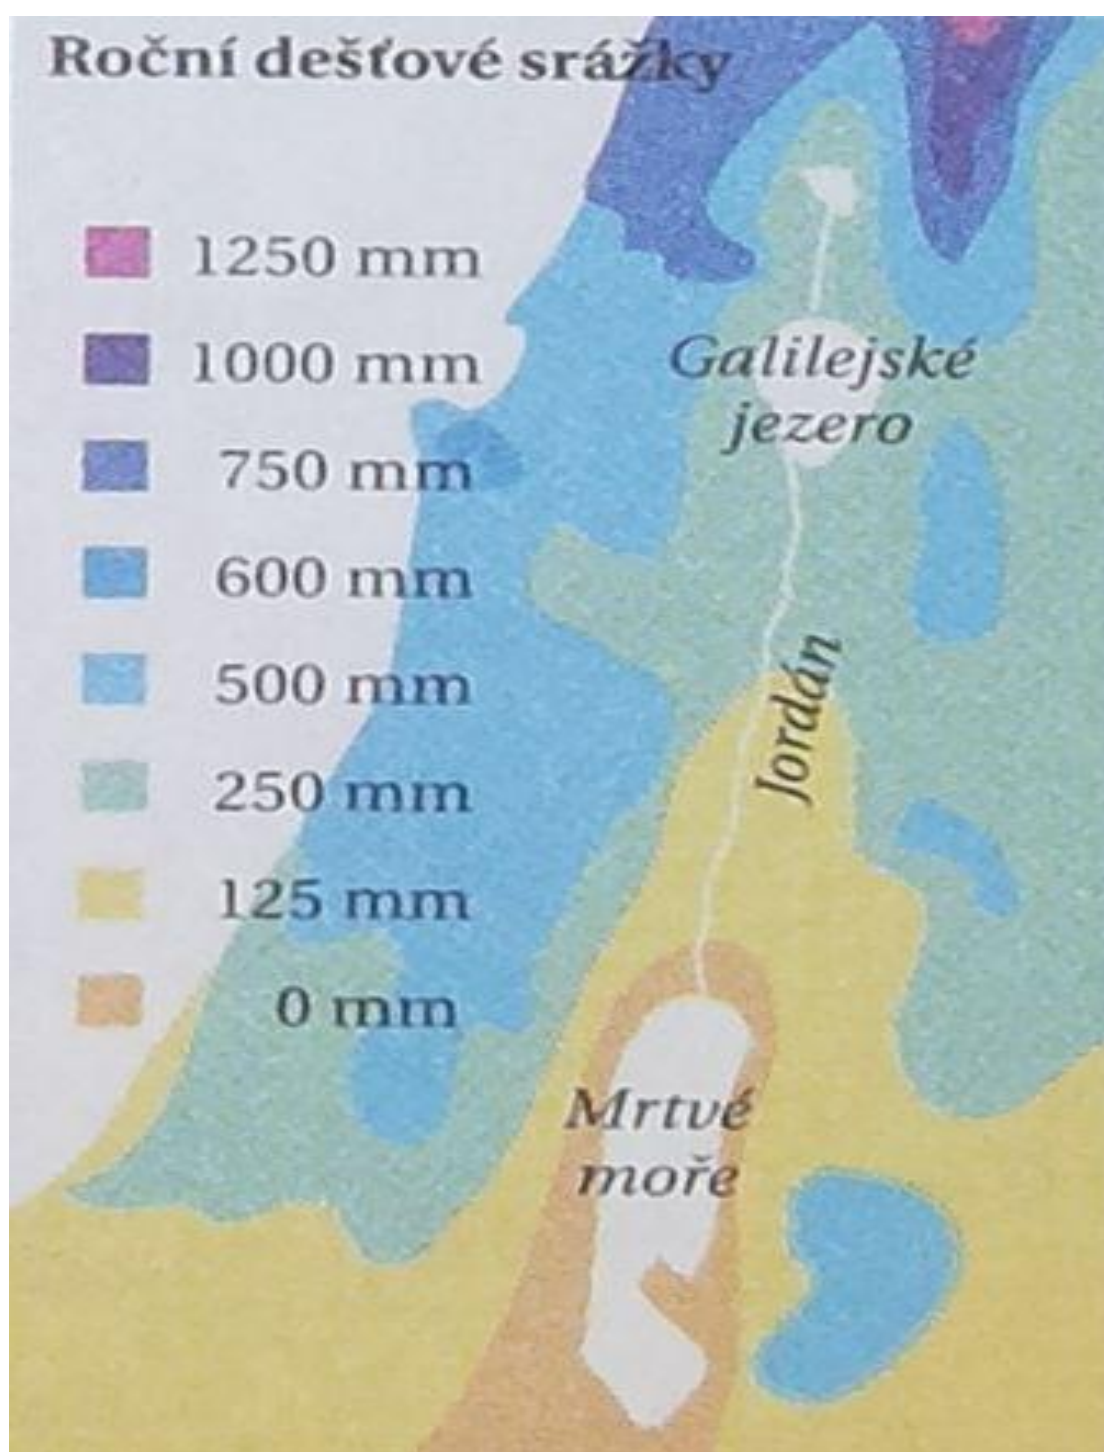 Roční dešťové srážky
1250 mm
1000 mm
750 mm
600 mm
500 mm
250 mm
125 mm
0 mm
Galilejské
jezero
Jordán
Mrtvé
moře